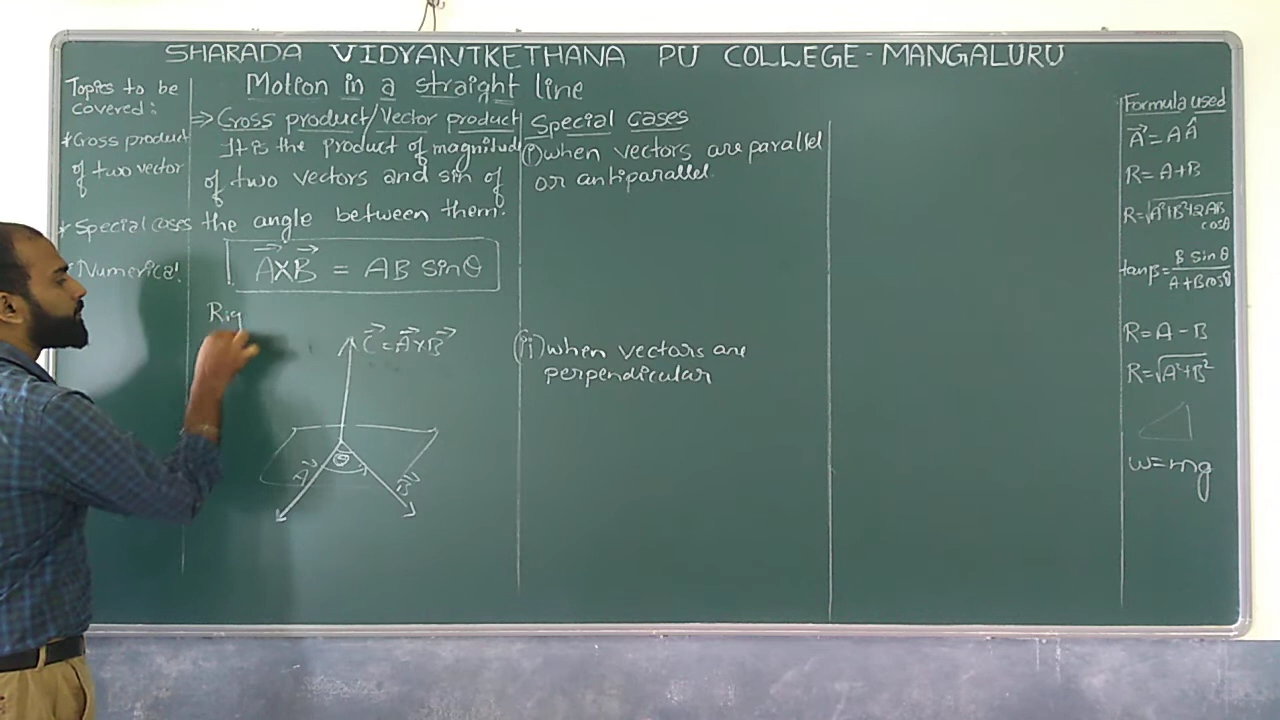 SHARADA VIDYANIKETHANA PU COLLEGE - MANGALURU
Motion in a straight line
Topics to be
covered:
* Cross product
of two vector
* Special cases
* Numerical
⇒ Cross product/Vector product
It is the product of magnitude
of two vectors and sin of
the angle between them.
A⃗ X B⃗ = AB sinθ
Rig
C⃗ = A⃗ x B⃗
θ
A⃗
B⃗
Special cases
(i) when vectors are parallel
or antiparallel.
(ii) when vectors are
perpendicular
Formula used
A⃗ = A Â
R = A + B
R = √A²+B²+2AB
cosθ
tanβ = B sinθ / A + B cosθ
R = A - B
R = √A²+B²
w = mg